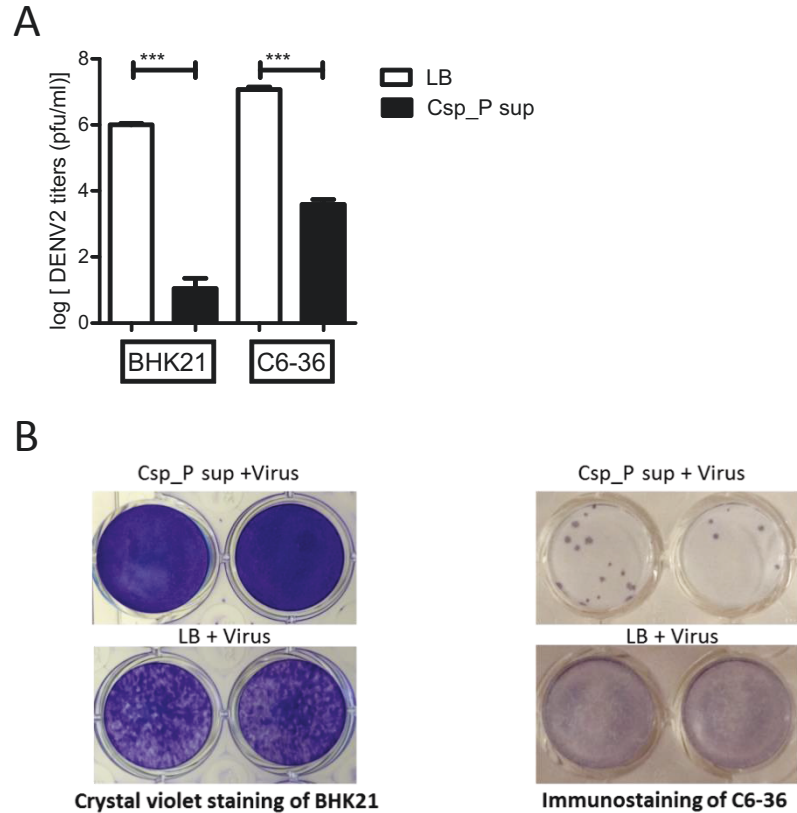 A
log [ DENV2 titers (pfu/ml)]
8
6
4
2
0
***
***
LB
Csp_P sup
BHK21
C6-36
B
Csp_P sup +Virus
Csp_P sup + Virus
LB + Virus
LB + Virus
Crystal violet staining of BHK21
Immunostaining of C6-36